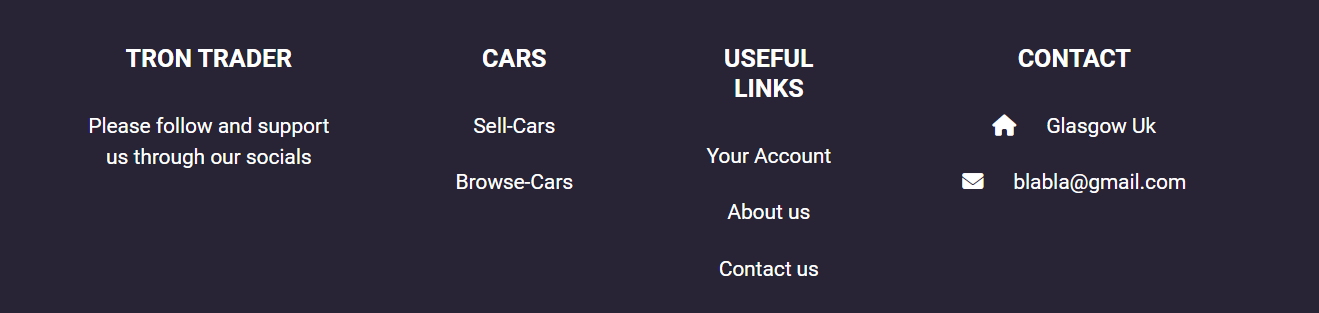 TRON TRADER
Please follow and support
us through our socials
CARS
Sell-Cars
Browse-Cars
USEFUL
LINKS
Your Account
About us
Contact us
CONTACT
Glasgow Uk
blabla@gmail.com